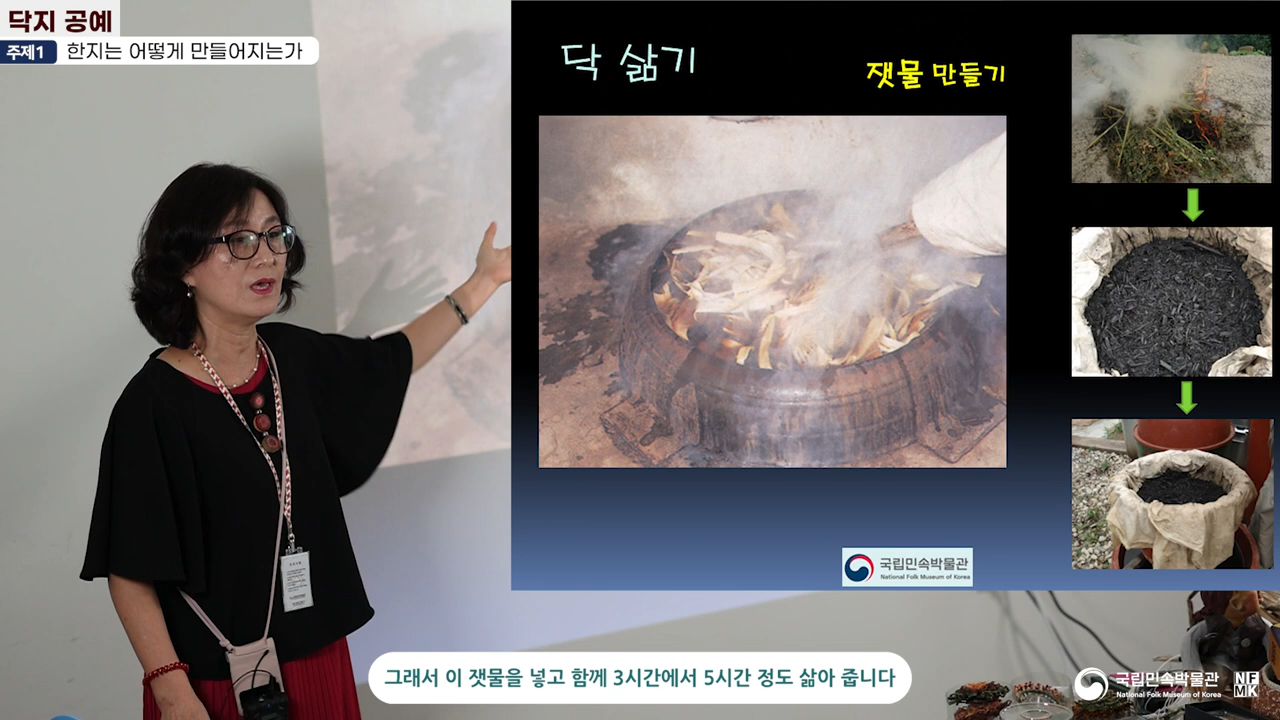 닥지 공예
주제1 한지는 어떻게 만들어지는가
닥 삶기
잿물 만들기
국립민속박물관
National Folk Museum of Korea
그래서 이 잿물을 넣고 함께 3시간에서 5시간 정도 삶아 줍니다
국립민속박물관
National Folk Museum of Korea
NF
MK